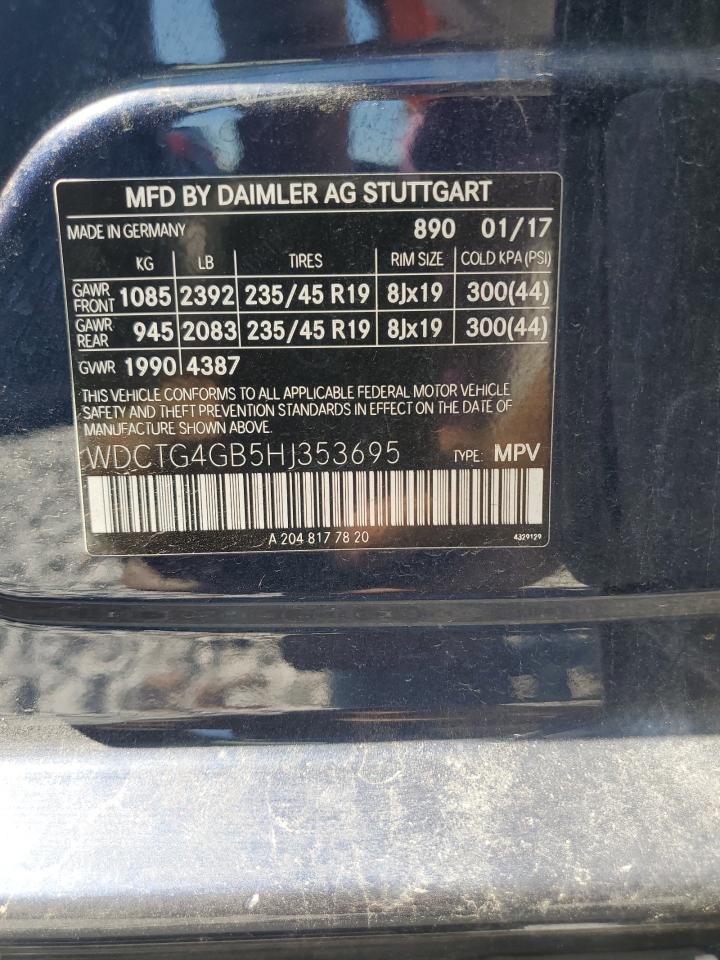 MFD BY DAIMLER AG STUTTGART
MADE IN GERMANY 890 01/17
KG LB TIRES RIM SIZE COLD KPA (PSI)
GAWR FRONT 1085 2392 235/45 R19 8Jx19 300(44)
GAWR REAR 945 2083 235/45 R19 8Jx19 300(44)
GVWR 1990 4387
THIS VEHICLE CONFORMS TO ALL APPLICABLE FEDERAL MOTOR VEHICLE
SAFETY AND THEFT PREVENTION STANDARDS IN EFFECT ON THE DATE OF
MANUFACTURE SHOWN ABOVE.
WDCTG4GB5HJ353695 TYPE: MPV
A 204 817 78 20 4329129